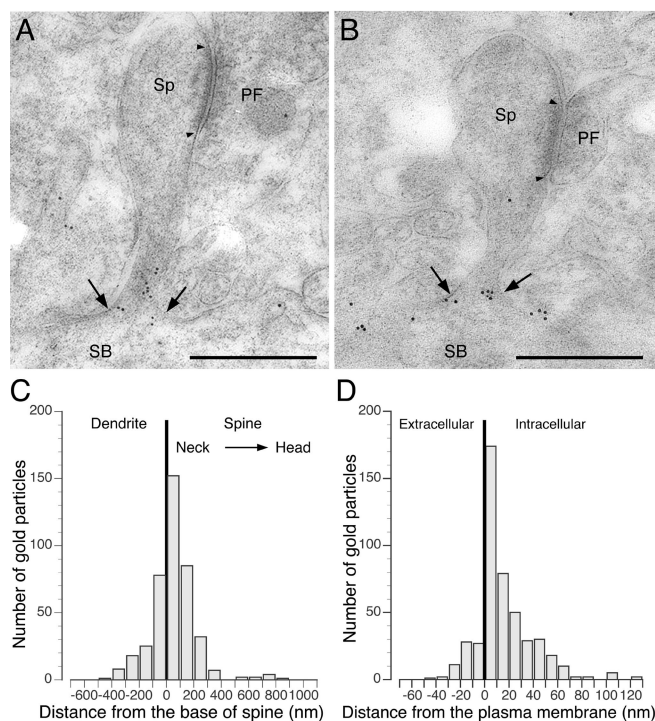 A
Sp
PF
SB
B
Sp
PF
SB
C
Number of gold particles
200
150
100
50
0
Dendrite Spine
Neck Head
-600 -400 -200 0 200 400 600 800 1000
Distance from the base of spine (nm)
D
Number of gold particles
200
150
100
50
0
Extracellular Intracellular
-60 -40 -20 0 20 40 60 80 100 120
Distance from the plasma membrane (nm)